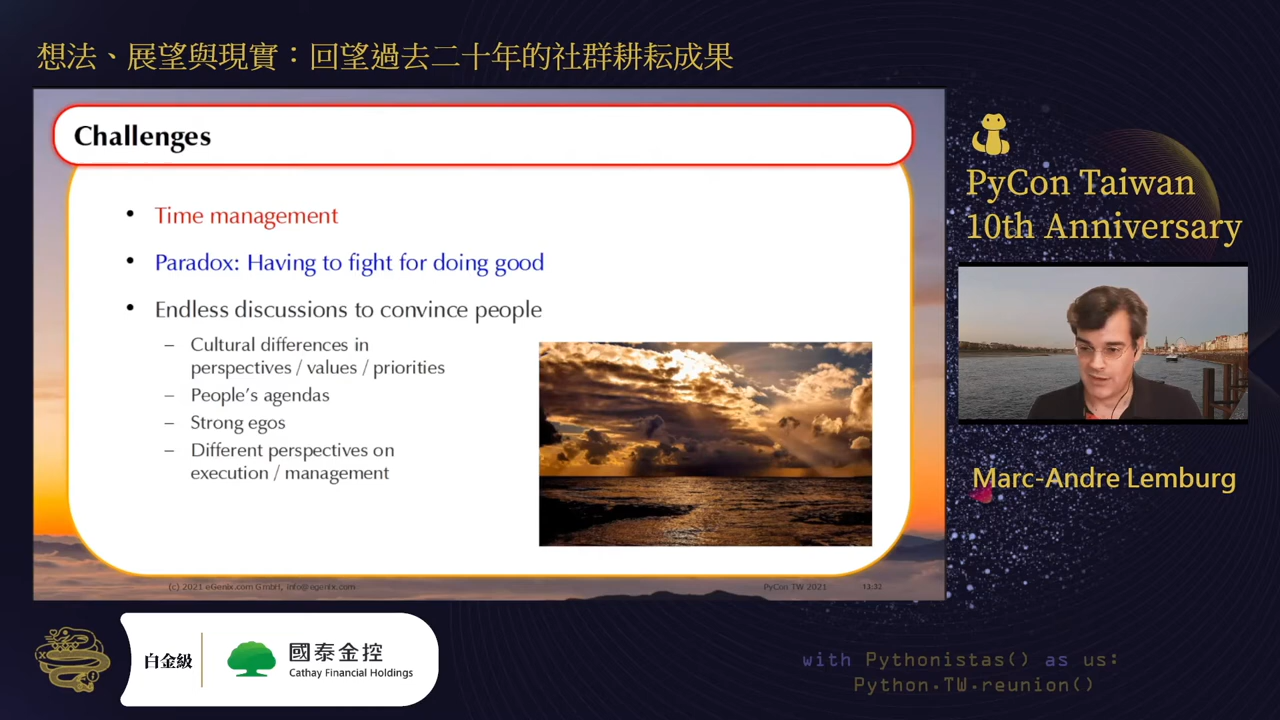 想法、展望與現實：回望過去二十年的社群耕耘成果
Challenges
• Time management
• Paradox: Having to fight for doing good
• Endless discussions to convince people
– Cultural differences in
perspectives / values / priorities
– People’s agendas
– Strong egos
– Different perspectives on
execution / management
(c) 2021 eGenix.com GmbH, info@egenix.com
PyCon TW 2021
13:32
PyCon Taiwan
10th Anniversary
Marc-Andre Lemburg
白金級
國泰金控
Cathay Financial Holdings
with Pythonistas() as us:
Python.TW.reunion()